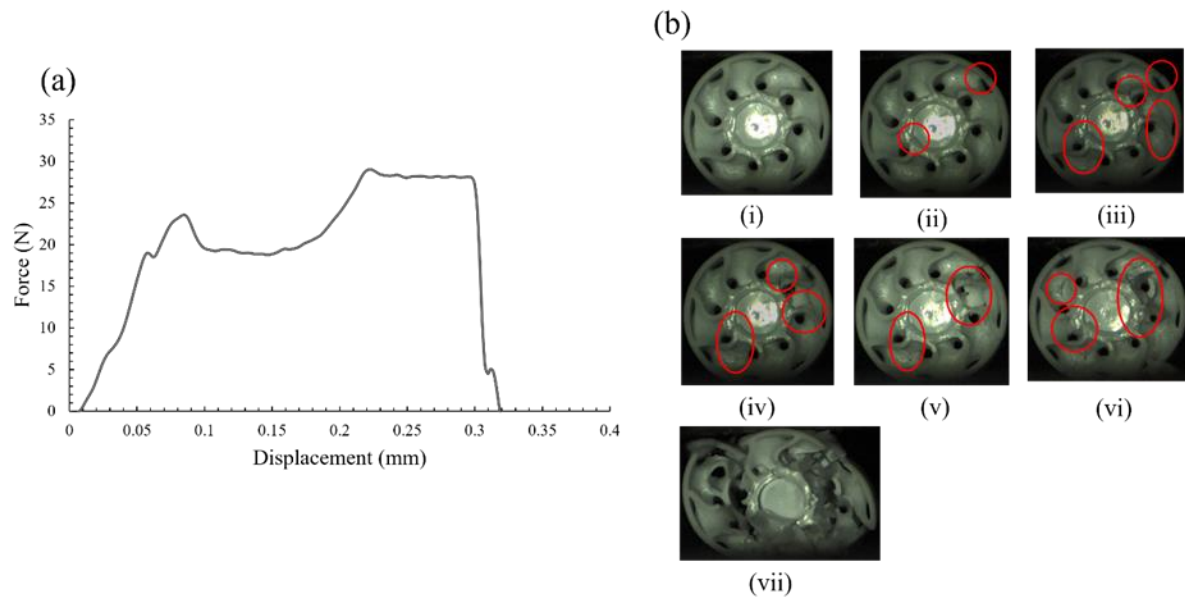 (a)
35
30
25
20
15
10
5
0
0 0.05 0.1 0.15 0.2 0.25 0.3 0.35 0.4
Force (N)
Displacement (mm)
(b)
(i) (ii) (iii)
(iv) (v) (vi)
(vii)